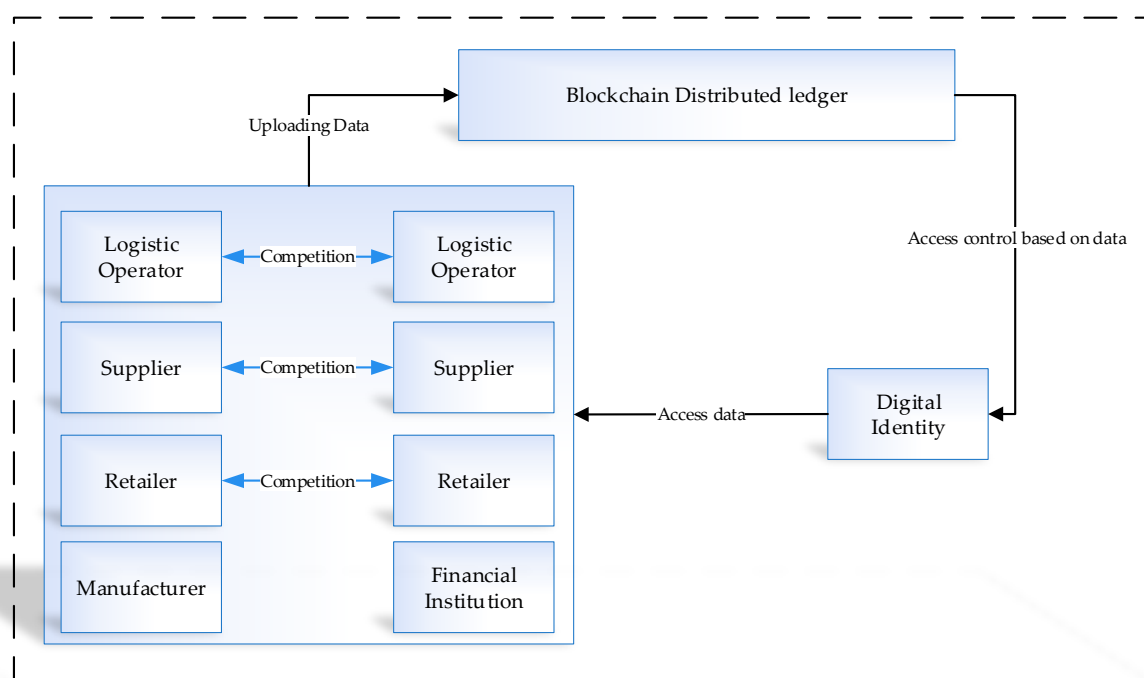 Blockchain Distributed ledger
Uploading Data
Access control based on data
Logistic
Operator
Competition
Logistic
Operator
Supplier
Competition
Supplier
Digital
Identity
Access data
Retailer
Competition
Retailer
Manufacturer
Financial
Institution